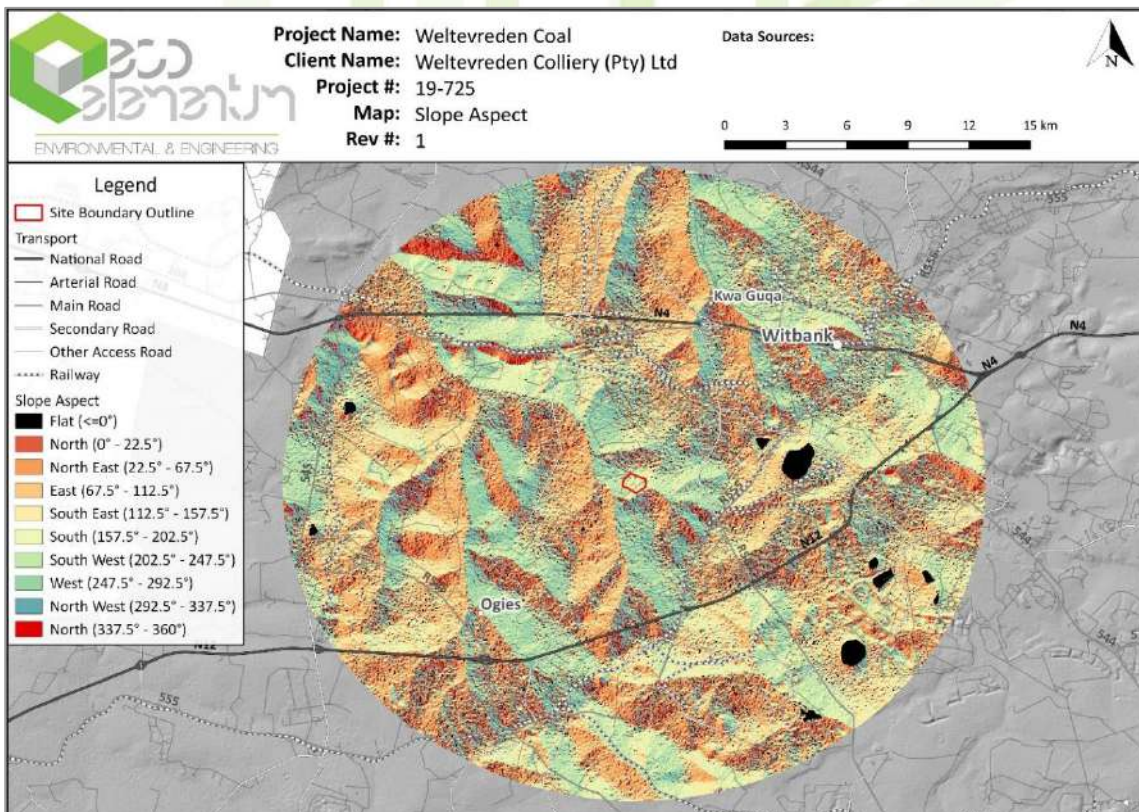 eco
elementum
ENVIRONMENTAL & ENGINEERING
Project Name: Weltevreden Coal
Client Name: Weltevreden Colliery (Pty) Ltd
Project #: 19-725
Map: Slope Aspect
Rev #: 1
Data Sources:
N
0 3 6 9 12 15 km
Legend
Site Boundary Outline
Transport
National Road
Arterial Road
Main Road
Secondary Road
Other Access Road
Railway
Slope Aspect
Flat (<=0°)
North (0° - 22.5°)
North East (22.5° - 67.5°)
East (67.5° - 112.5°)
South East (112.5° - 157.5°)
South (157.5° - 202.5°)
South West (202.5° - 247.5°)
West (247.5° - 292.5°)
North West (292.5° - 337.5°)
North (337.5° - 360°)
544
555
Kwa Guqa
N4
Witbank
N4
N4
545
N12
544
Ogies
N12
544
555